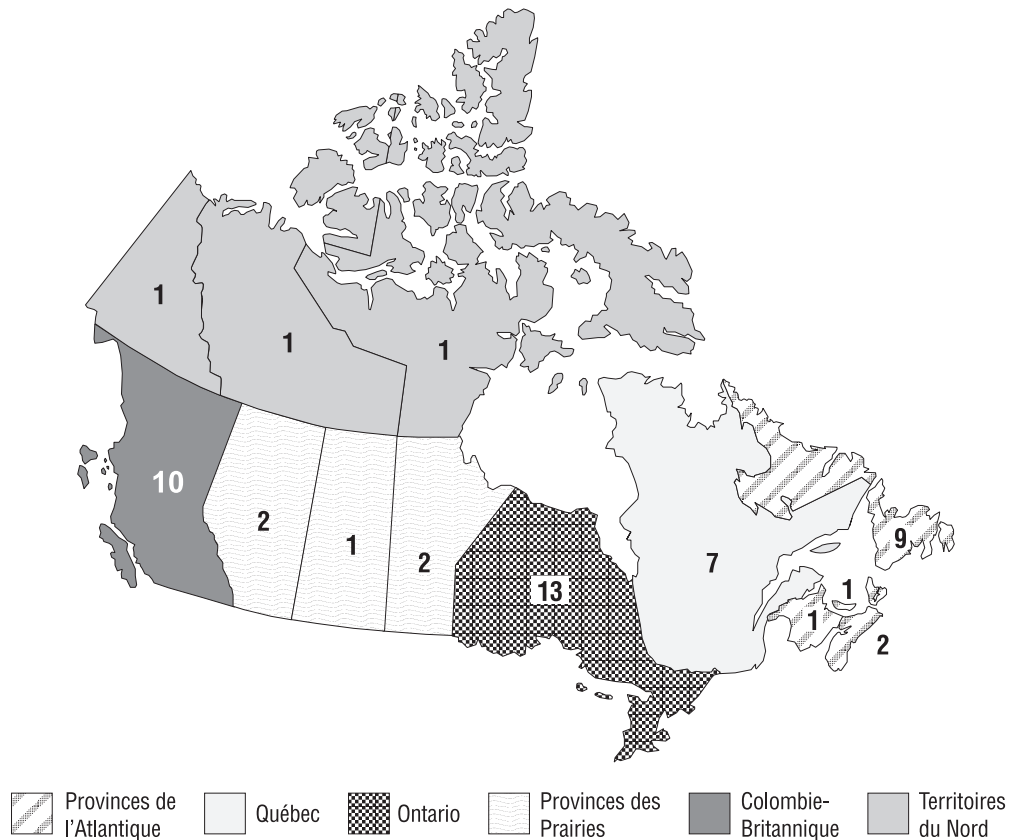 1
1
1
10
2
1
2
13
7
9
1
1
2
Provinces de
l'Atlantique
Québec
Ontario
Provinces des
Prairies
Colombie-
Britannique
Territoires
du Nord